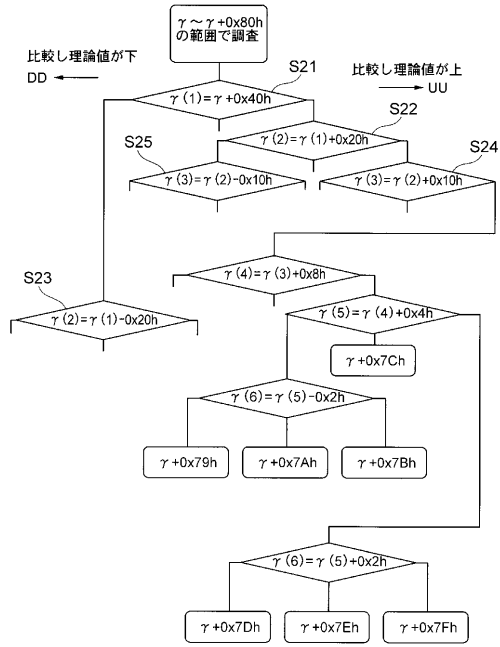 γ～γ+0x80h
の範囲で調査
比較し理論値が下
DD
比較し理論値が上
UU
S21
γ(1)=γ+0x40h
S22
γ(2)=γ(1)+0x20h
S25
γ(3)=γ(2)-0x10h
S24
γ(3)=γ(2)+0x10h
γ(4)=γ(3)+0x8h
S23
γ(2)=γ(1)-0x20h
γ(5)=γ(4)+0x4h
γ+0x7Ch
γ(6)=γ(5)-0x2h
γ+0x79h
γ+0x7Ah
γ+0x7Bh
γ(6)=γ(5)+0x2h
γ+0x7Dh
γ+0x7Eh
γ+0x7Fh